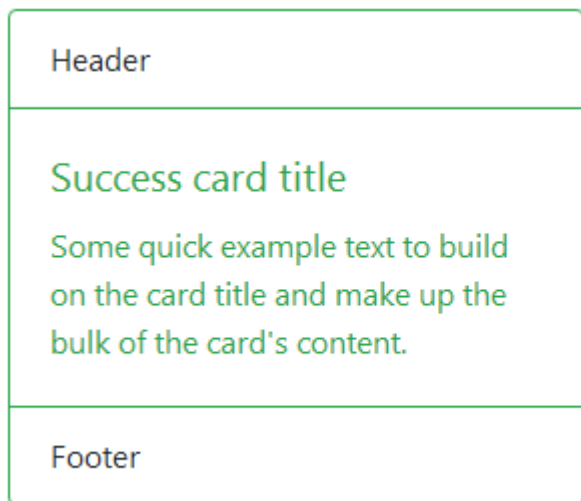 Header
Success card title
Some quick example text to build
on the card title and make up the
bulk of the card's content.
Footer